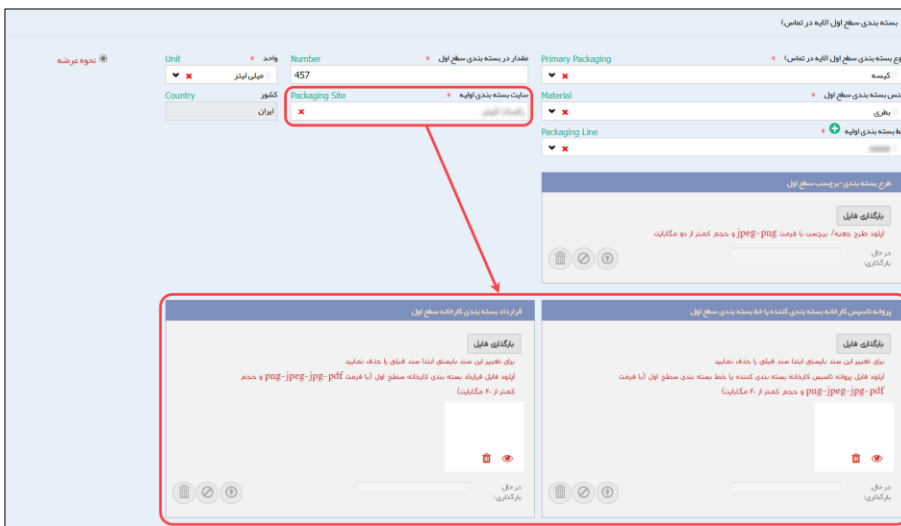 بسته بندی سطح اول (لایه در تماس)
نحوه عرضه
Unit * واحد
Number * مقدار در بسته بندی سطح اول
Primary Packaging * وع بسته بندی سطح اول (لایه در تماس)
میلی لیتر
457
کیسه
Country کشور
Packaging Site * سایت بسته بندی اولیه
Material * نس بسته بندی سطح اول
ایران
بطری
Packaging Line * ط بسته بندی اولیه
طرح بسته بندی-برچسب سطح اول
بارگذاری فایل
آپلود طرح جعبه/ برچسب با فرمت jpeg-png و حجم کمتر از دو مگابایت
در حال
بارگذاری:
پروانه تاسیس کارخانه بسته بندی کننده یا خط بسته بندی سطح اول
بارگذاری فایل
برای تغییر این سند بایستی ابتدا سند قبلی را حذف نمایید
آپلود فایل پروانه تاسیس کارخانه بسته بندی کننده یا خط بسته بندی سطح اول (با فرمت
png-jpeg-jpg-pdf و حجم کمتر از ۲۰ مگابایت)
در حال
بارگذاری:
قرارداد بسته بندی کارخانه سطح اول
بارگذاری فایل
برای تغییر این سند بایستی ابتدا سند قبلی را حذف نمایید
آپلود فایل قرارداد بسته بندی کارخانه سطح اول (با فرمت png-jpeg-jpg-pdf و حجم
کمتر از ۲۰ مگابایت)
در حال
بارگذاری: